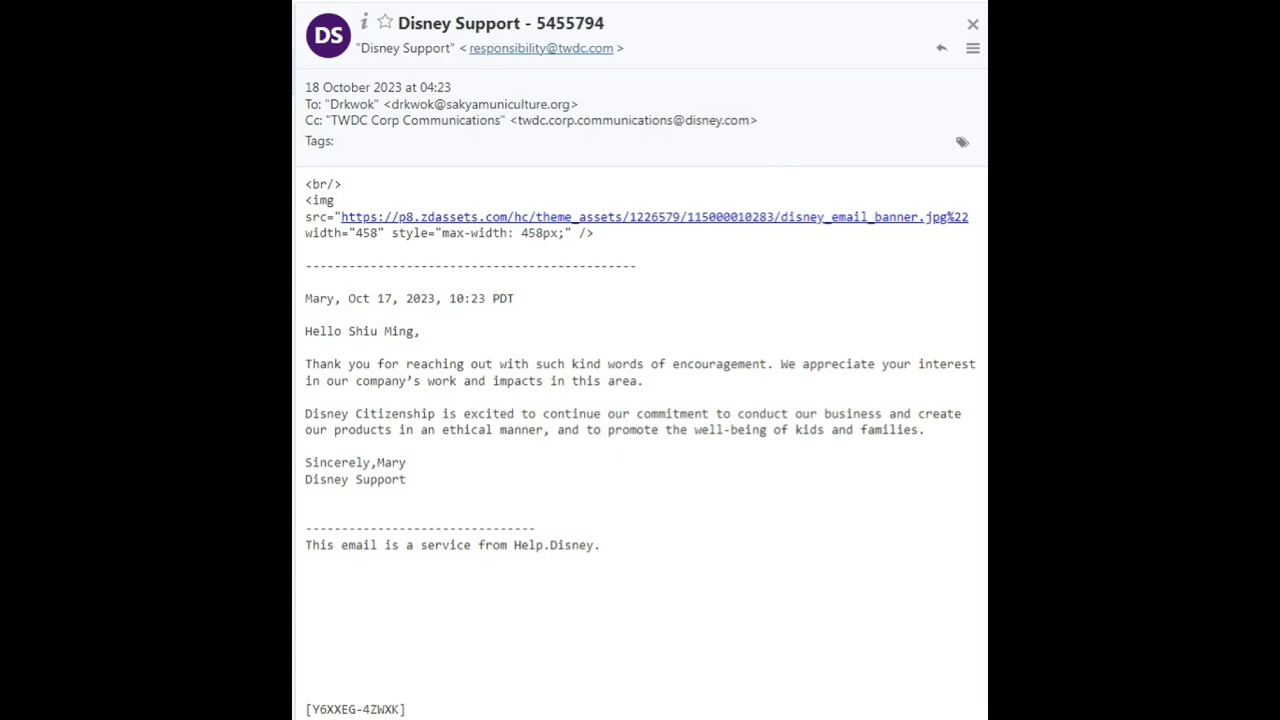 DS
i Disney Support - 5455794
"Disney Support" < responsibility@twdc.com >
18 October 2023 at 04:23
To: "Drkwok" <drkwok@sakyamuniculture.org>
Cc: "TWDC Corp Communications" <twdc.corp.communications@disney.com>
Tags:
<br/>
<img
src="https://p8.zdassets.com/hc/theme_assets/1226579/115000010283/disney_email_banner.jpg%22
width="458" style="max-width: 458px;" />
----------------------------------------------
Mary, Oct 17, 2023, 10:23 PDT
Hello Shiu Ming,
Thank you for reaching out with such kind words of encouragement. We appreciate your interest
in our company’s work and impacts in this area.
Disney Citizenship is excited to continue our commitment to conduct our business and create
our products in an ethical manner, and to promote the well-being of kids and families.
Sincerely,Mary
Disney Support
--------------------------------
This email is a service from Help.Disney.
[Y6XXEG-4ZWXK]